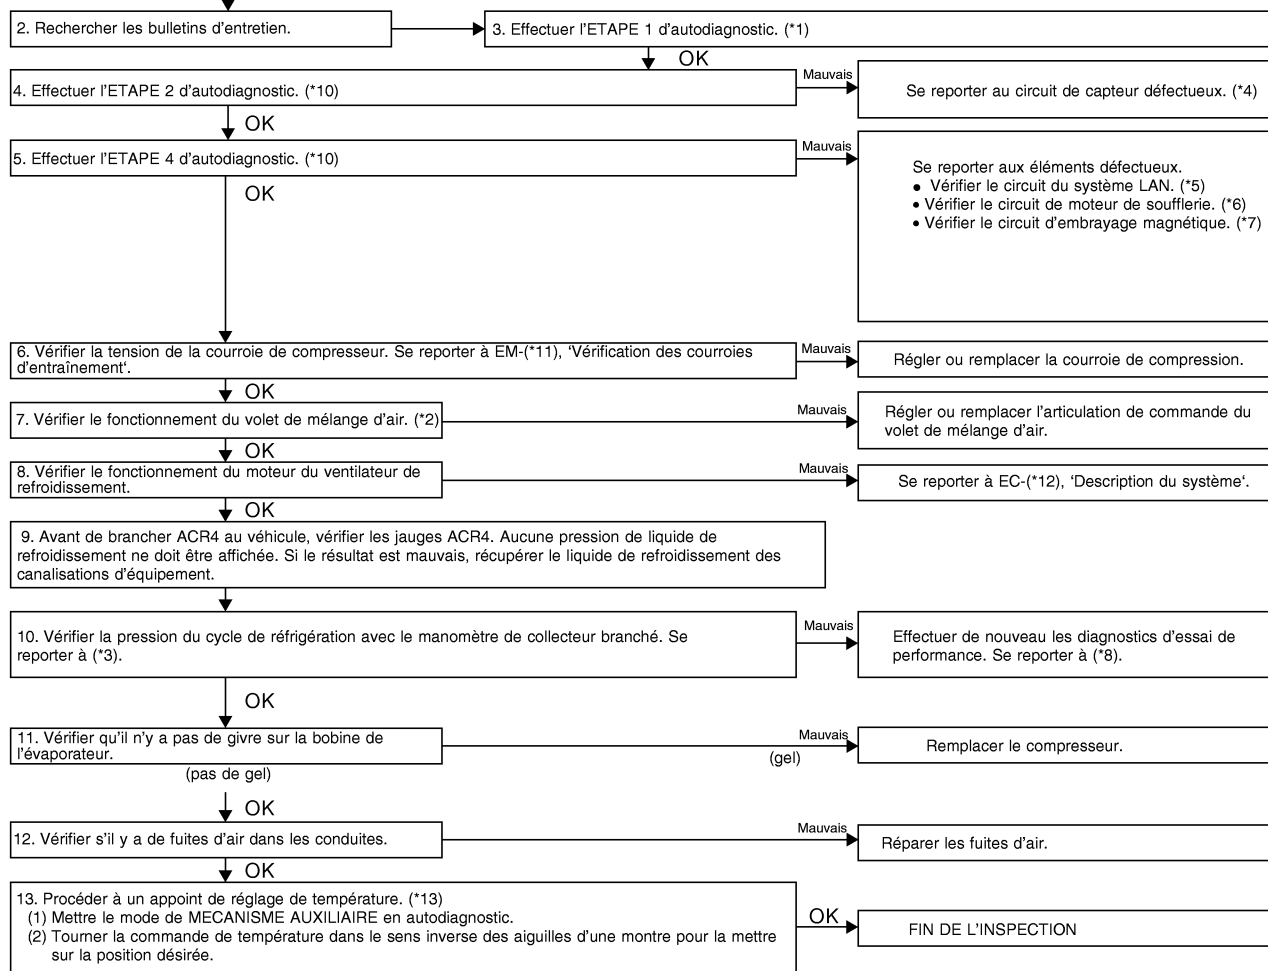 2. Rechercher les bulletins d'entretien.
3. Effectuer l'ETAPE 1 d'autodiagnostic. (*1)
OK
4. Effectuer l'ETAPE 2 d'autodiagnostic. (*10)
Mauvais
Se reporter au circuit de capteur défectueux. (*4)
OK
5. Effectuer l'ETAPE 4 d'autodiagnostic. (*10)
Mauvais
Se reporter aux éléments défectueux.
● Vérifier le circuit du système LAN. (*5)
● Vérifier le circuit de moteur de soufflerie. (*6)
● Vérifier le circuit d'embrayage magnétique. (*7)
OK
6. Vérifier la tension de la courroie de compresseur. Se reporter à EM-(*11), ‘Vérification des courroies
d'entraînement‘.
Mauvais
Régler ou remplacer la courroie de compression.
OK
7. Vérifier le fonctionnement du volet de mélange d'air. (*2)
Mauvais
Régler ou remplacer l'articulation de commande du
volet de mélange d'air.
OK
8. Vérifier le fonctionnement du moteur du ventilateur de
refroidissement.
Mauvais
Se reporter à EC-(*12), ‘Description du système‘.
OK
9. Avant de brancher ACR4 au véhicule, vérifier les jauges ACR4. Aucune pression de liquide de
refroidissement ne doit être affichée. Si le résultat est mauvais, récupérer le liquide de refroidissement des
canalisations d'équipement.
10. Vérifier la pression du cycle de réfrigération avec le manomètre de collecteur branché. Se
reporter à (*3).
Mauvais
Effectuer de nouveau les diagnostics d'essai de
performance. Se reporter à (*8).
OK
11. Vérifier qu'il n'y a pas de givre sur la bobine de
l'évaporateur.
Mauvais
(gel)
Remplacer le compresseur.
(pas de gel)
OK
12. Vérifier s'il y a de fuites d'air dans les conduites.
Mauvais
Réparer les fuites d'air.
OK
13. Procéder à un appoint de réglage de température. (*13)
(1) Mettre le mode de MECANISME AUXILIAIRE en autodiagnostic.
(2) Tourner la commande de température dans le sens inverse des aiguilles d'une montre pour la mettre
sur la position désirée.
OK
FIN DE L'INSPECTION